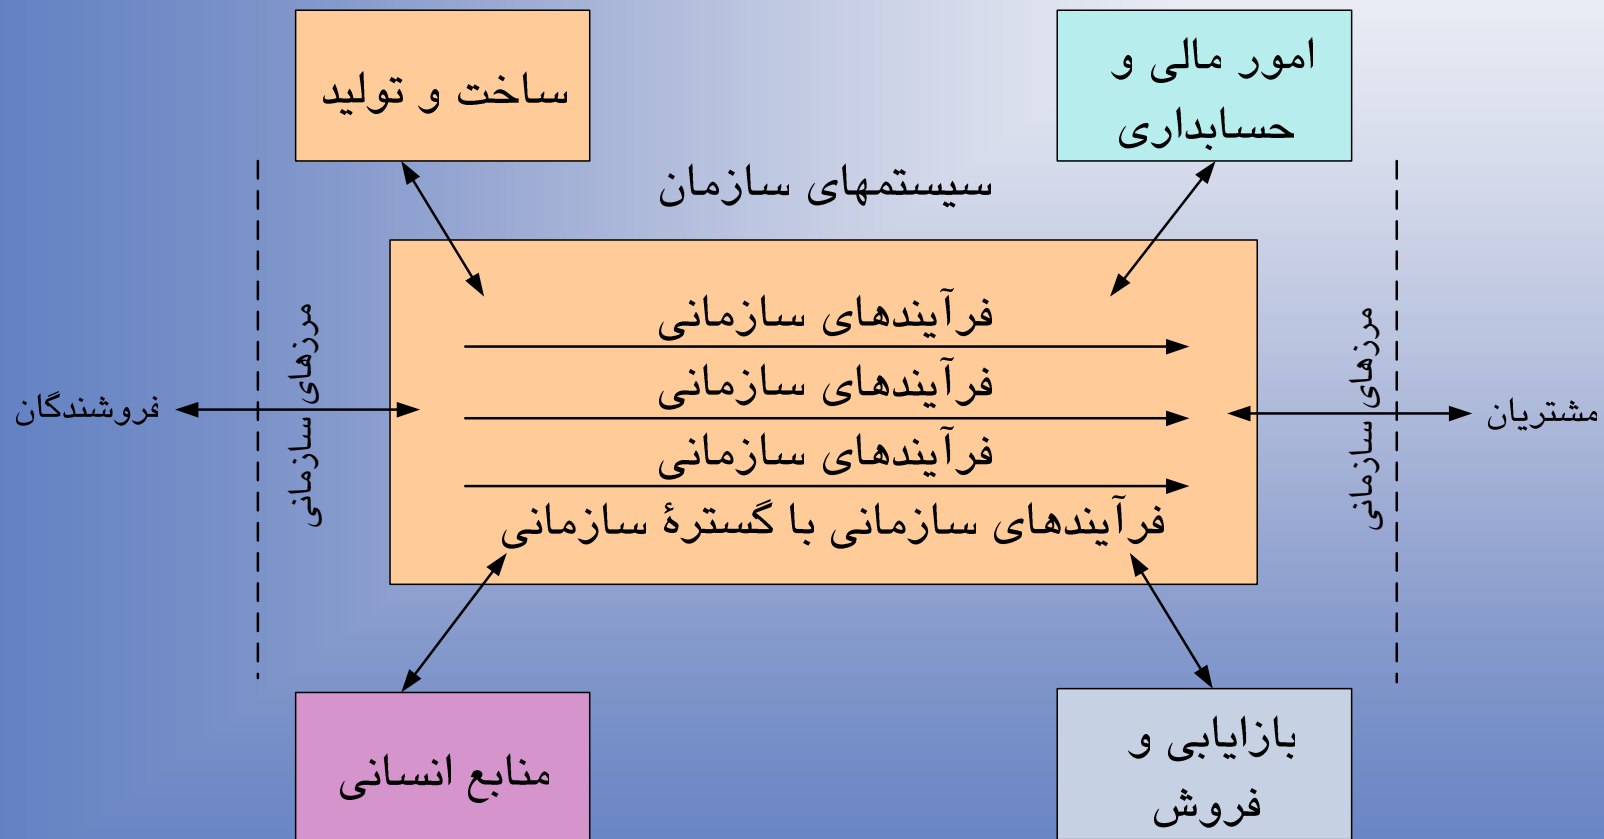 امور مالی و
حسابداری
ساخت و تولید
سیستمهای سازمان
فرآیندهای سازمانی
فرآیندهای سازمانی
فرآیندهای سازمانی
فرآیندهای سازمانی با گسترهٔ سازمانی
مشتریان
مرزهای سازمانی
مرزهای سازمانی
فروشندگان
بازایابی و
فروش
منابع انسانی